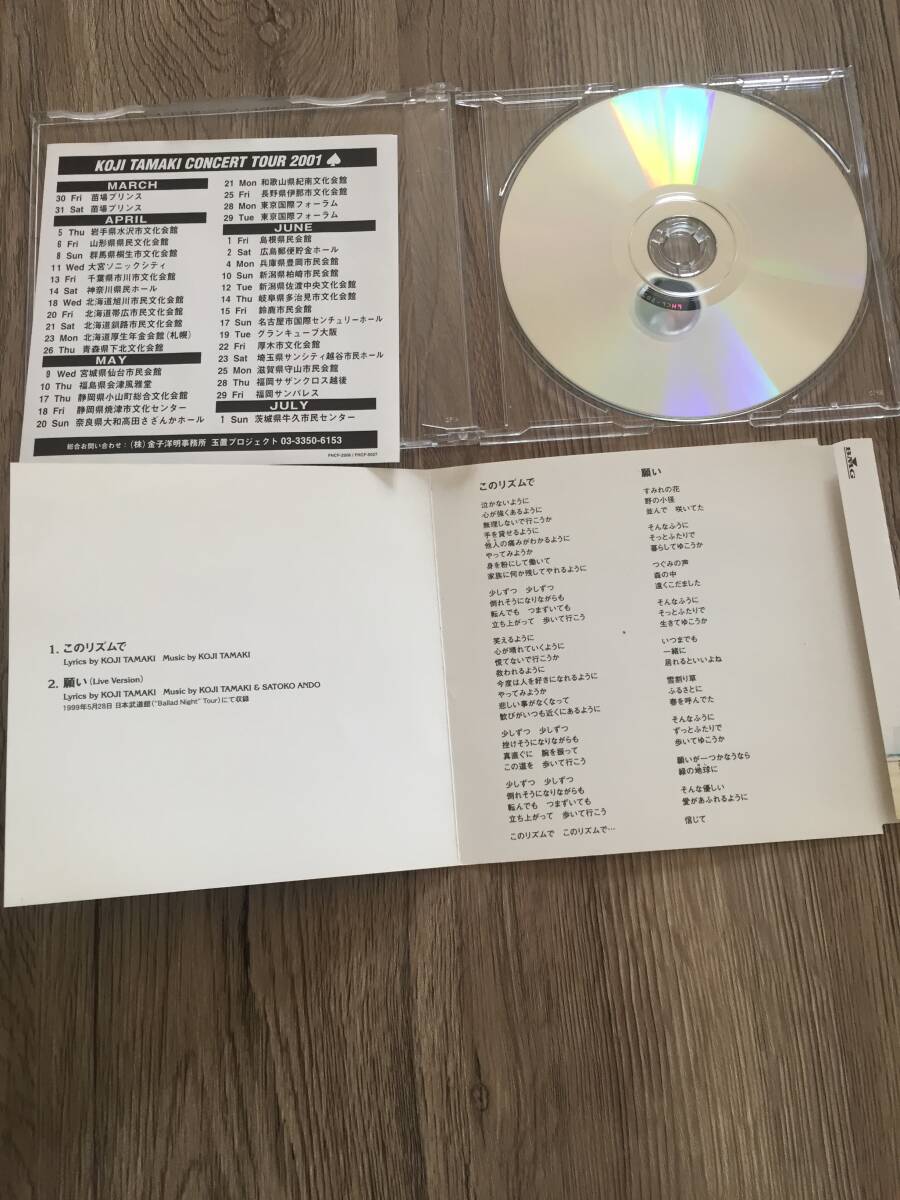 KOJI TAMAKI CONCERT TOUR 2001 ♠
MARCH
30 Fri 苗場プリンス
31 Sat 苗場プリンス
APRIL
5 Thu 岩手県水沢市文化会館
6 Fri 山形県県民文化会館
8 Sun 群馬県桐生市文化会館
11 Wed 大宮ソニックシティ
13 Fri 千葉県市川市文化会館
14 Sat 神奈川県民ホール
18 Wed 北海道旭川市民文化会館
20 Fri 北海道帯広市民文化会館
21 Sat 北海道釧路市民文化会館
23 Mon 北海道厚生年金会館(札幌)
26 Thu 青森県下北文化会館
MAY
9 Wed 宮城県仙台市民会館
10 Thu 福島県会津風雅堂
17 Thu 静岡県小山町総合文化会館
18 Fri 静岡県焼津市文化センター
20 Sun 奈良県大和高田さざんかホール
21 Mon 和歌山県紀南文化会館
25 Fri 長野県伊那市文化会館
28 Mon 東京国際フォーラム
29 Tue 東京国際フォーラム
JUNE
1 Fri 島根県民会館
2 Sat 広島郵便貯金ホール
4 Mon 兵庫県豊岡市民会館
10 Sun 新潟県柏崎市民会館
12 Tue 新潟県佐渡中央文化会館
14 Thu 岐阜県多治見市文化会館
15 Fri 鈴鹿市民会館
17 Sun 名古屋市国際センチュリーホール
19 Tue グランキューブ大阪
22 Fri 厚木市文化会館
23 Sat 埼玉県サンシティ越谷市民ホール
25 Mon 滋賀県守山市民会館
28 Thu 福岡サザンクロス越後
29 Fri 福岡サンパレス
JULY
1 Sun 茨城県牛久市民センター
総合お問い合わせ:(株)金子洋明事務所 玉置プロジェクト 03-3350-6153
BMG
1. このリズムで
Lyrics by KOJI TAMAKI Music by KOJI TAMAKI
2. 願い(Live Version)
Lyrics by KOJI TAMAKI Music by KOJI TAMAKI & SATOKO ANDO
1999年5月28日 日本武道館("Ballad Night" Tour)にて収録
このリズムで
泣かないように
心が強くあるように
無理しないで行こうか
手を貸せるように
他人の痛みがわかるように
やってみようか
身を粉にして働いて
家族に何か残してやれるように
少しずつ 少しずつ
倒れそうになりながらも
転んでも つまずいても
立ち上がって 歩いて行こう
笑えるように
心が晴れていくように
慌てないで行こうか
救われるように
今度は人を好きになれるように
やってみようか
悲しい事がなくなって
歓びがいつも近くにあるように
少しずつ 少しずつ
挫けそうになりながらも
真直ぐに 腕を振って
この道を 歩いて行こう
少しずつ 少しずつ
倒れそうになりながらも
転んでも つまずいても
立ち上がって 歩いて行こう
このリズムで このリズムで…
願い
すみれの花
野の小径
並んで 咲いてた
そんなふうに
そっとふたりで
暮らしてゆこうか
つぐみの声
森の中
遠くこだました
そんなふうに
そっとふたりで
生きてゆこうか
いつまでも
一緒に
居れるといいよね
雪割り草
ふるさとに
春を呼んでた
そんなふうに
ずっとふたりで
歩いてゆこうか
願いが一つかなうなら
緑の地球に
そんな優しい
愛があふれるように
信じて